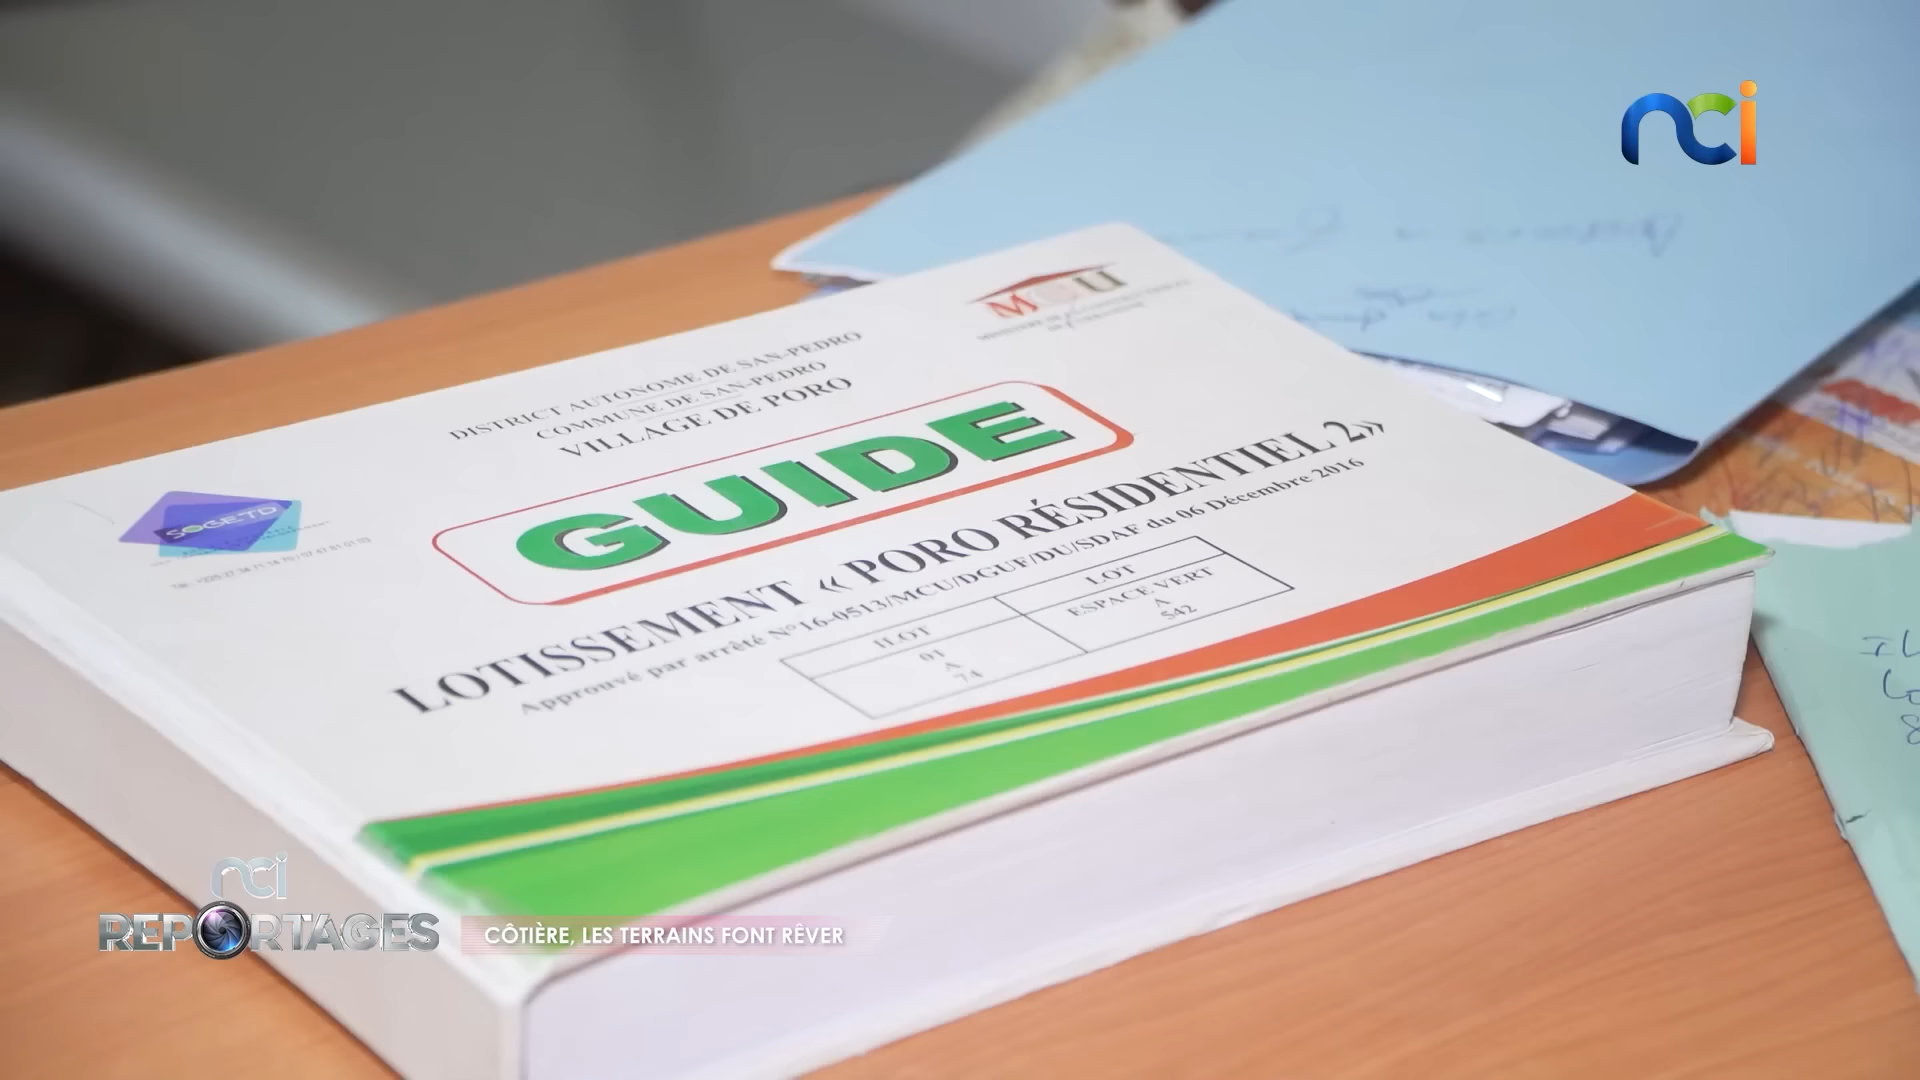 nci
MCU
DISTRICT AUTONOME DE SAN-PEDRO
COMMUNE DE SAN-PEDRO
VILLAGE DE PORO
GUIDE
SOGETD
LOTISSEMENT « PORO RÉSIDENTIEL 2»
Approuvé par arrêté N°16-0513/MCU/DGUF/DU/SDAF du 06 Décembre 2016
ILOT LOT
01 ESPACE VERT
A A
74 542
nci
REPORTAGES
CÔTIÈRE, LES TERRAINS FONT RÊVER